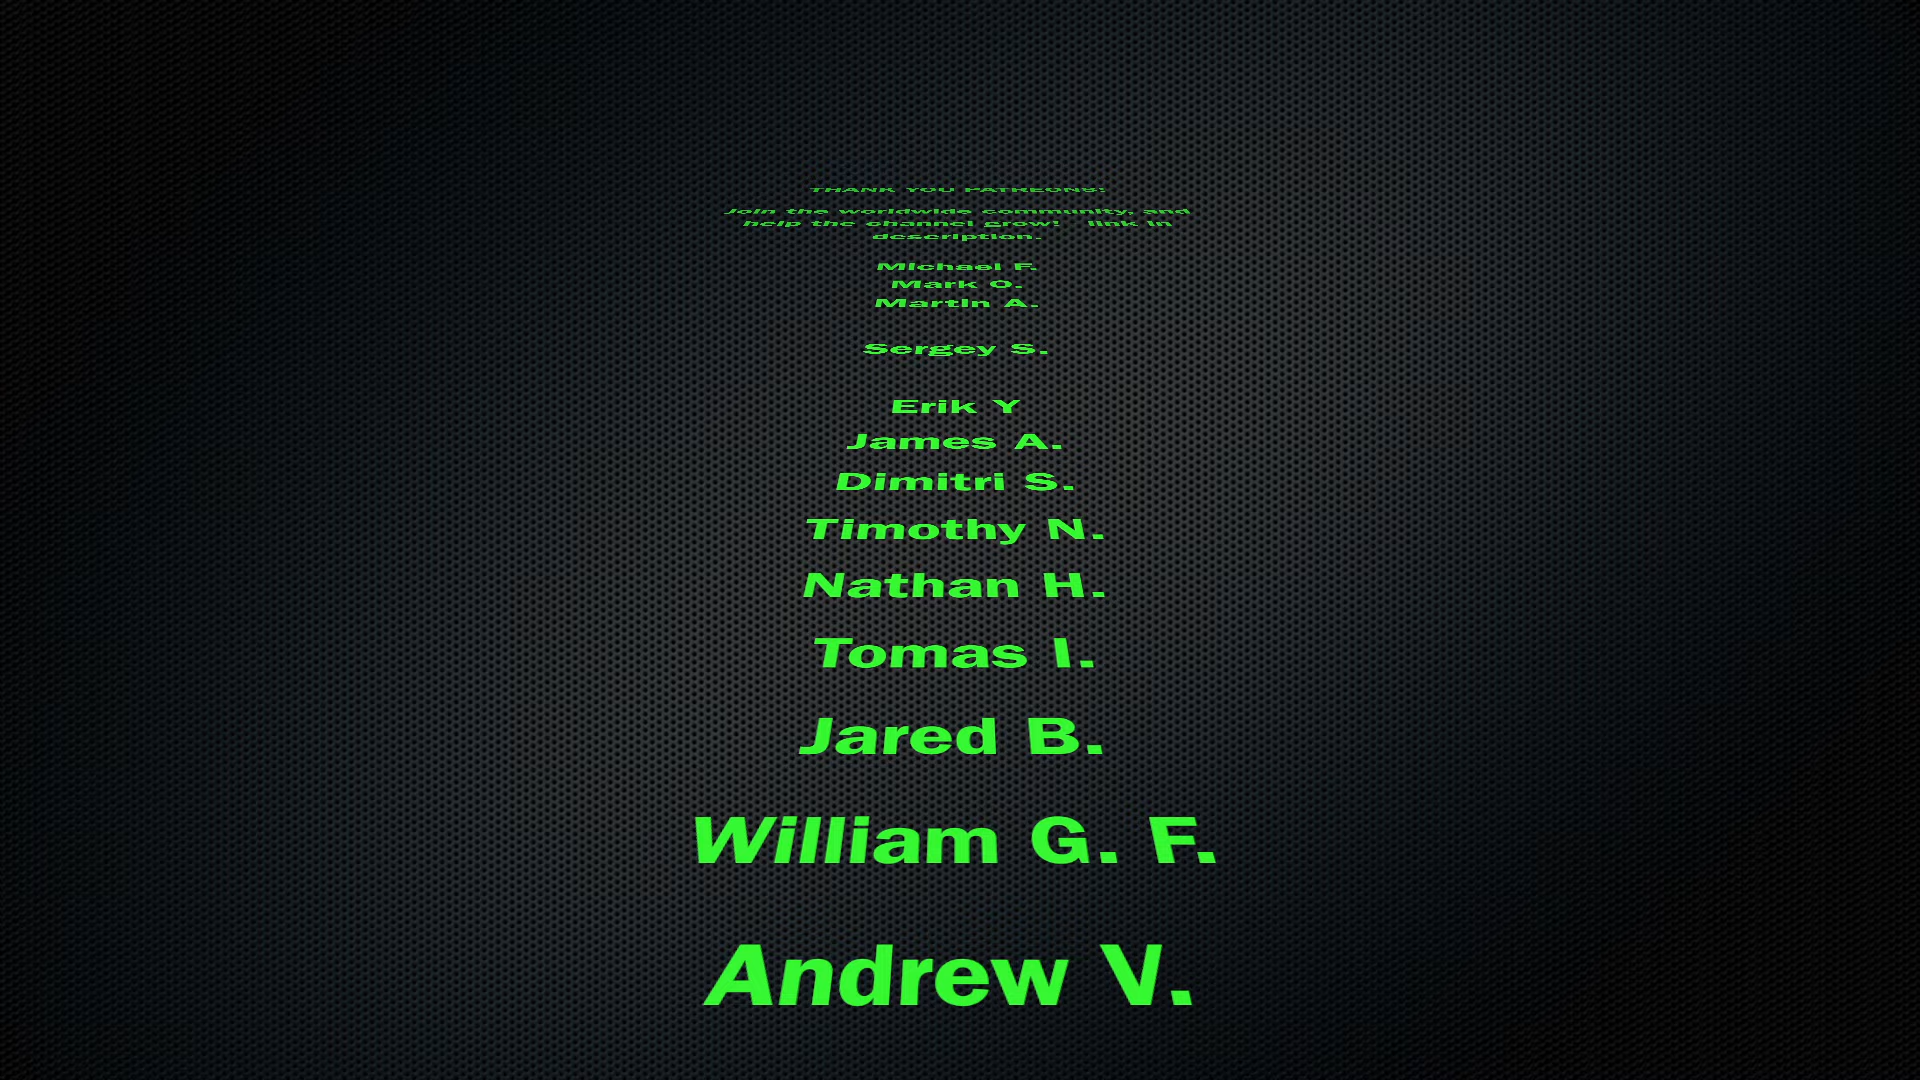 THANK YOU PATREONS!
Join the worldwide community, and
help the channel grow! link in
description.
Michael F.
Mark O.
Martin A.
Sergey S.
Erik Y
James A.
Dimitri S.
Timothy N.
Nathan H.
Tomas I.
Jared B.
William G. F.
Andrew V.